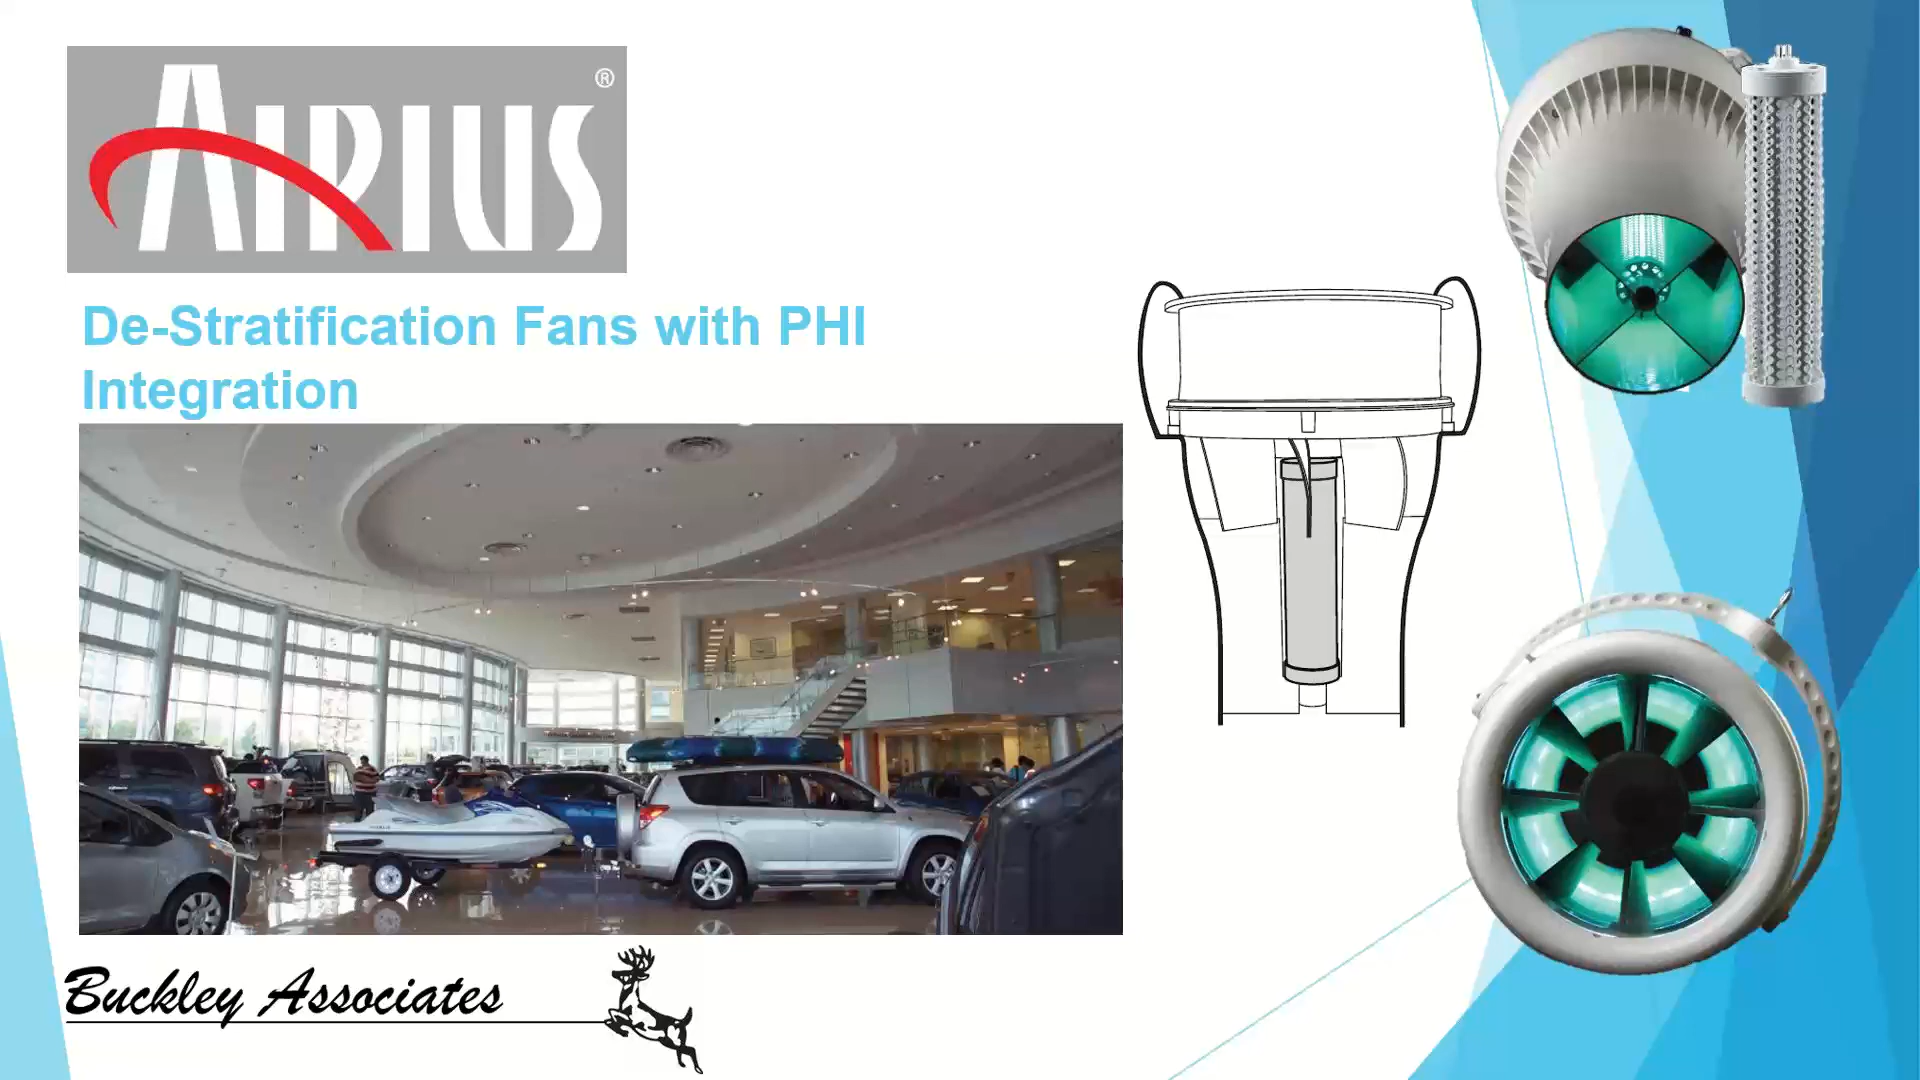 AIRIUS®
De-Stratification Fans with PHI
Integration
Buckley Associates